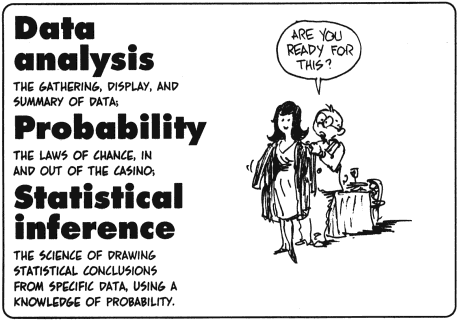 Data
analysis
THE GATHERING, DISPLAY, AND
SUMMARY OF DATA;
Probability
THE LAWS OF CHANCE, IN
AND OUT OF THE CASINO;
Statistical
inference
THE SCIENCE OF DRAWING
STATISTICAL CONCLUSIONS
FROM SPECIFIC DATA, USING A
KNOWLEDGE OF PROBABILITY.
ARE YOU
READY FOR
THIS?